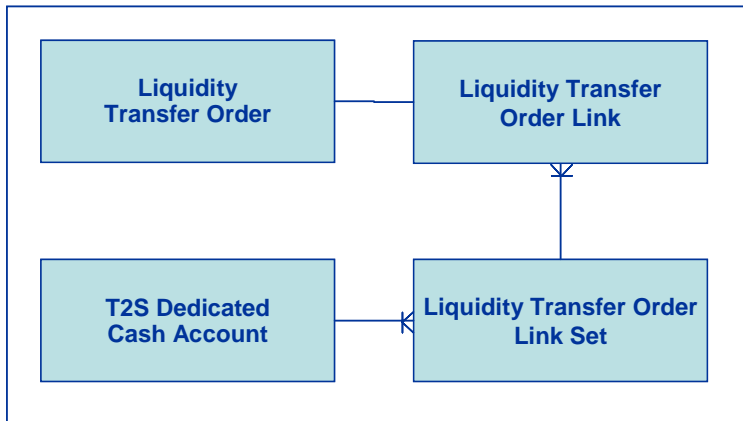 Liquidity
Transfer Order
Liquidity Transfer
Order Link
T2S Dedicated
Cash Account
Liquidity Transfer Order
Link Set